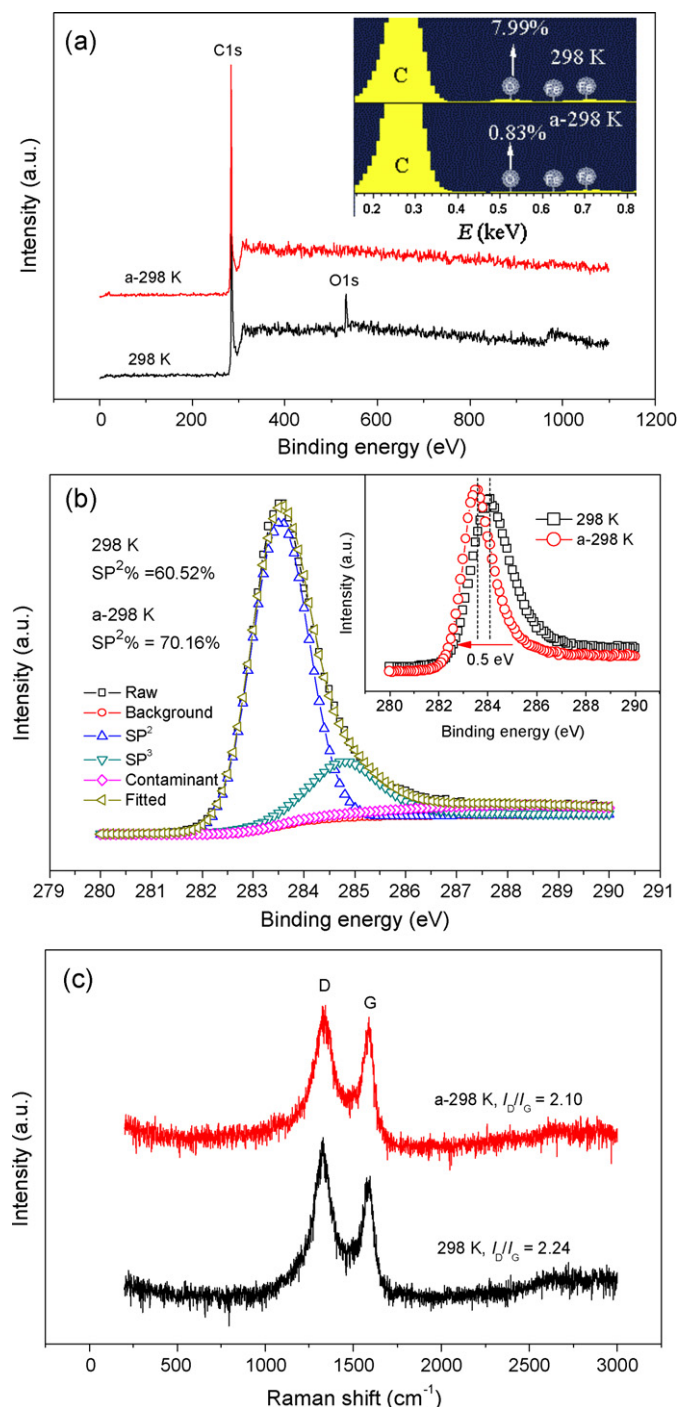 (a)
C1s
7.99%
298 K
C
O
Fe
Fe
a-298 K
0.83%
C
O
Fe
Fe
0.2 0.3 0.4 0.5 0.6 0.7 0.8
E (keV)
Intensity (a.u.)
a-298 K
O1s
298 K
0 200 400 600 800 1000 1200
Binding energy (eV)
(b)
298 K
SP²% =60.52%
a-298 K
SP²% = 70.16%
Raw
Background
SP²
SP³
Contaminant
Fitted
Intensity (a.u.)
298 K
a-298 K
0.5 eV
Intensity (a.u.)
280 282 284 286 288 290
Binding energy (eV)
279 280 281 282 283 284 285 286 287 288 289 290 291
Binding energy (eV)
(c)
D
G
a-298 K, I_D/I_G = 2.10
Intensity (a.u.)
298 K, I_D/I_G = 2.24
0 500 1000 1500 2000 2500 3000
Raman shift (cm⁻¹)